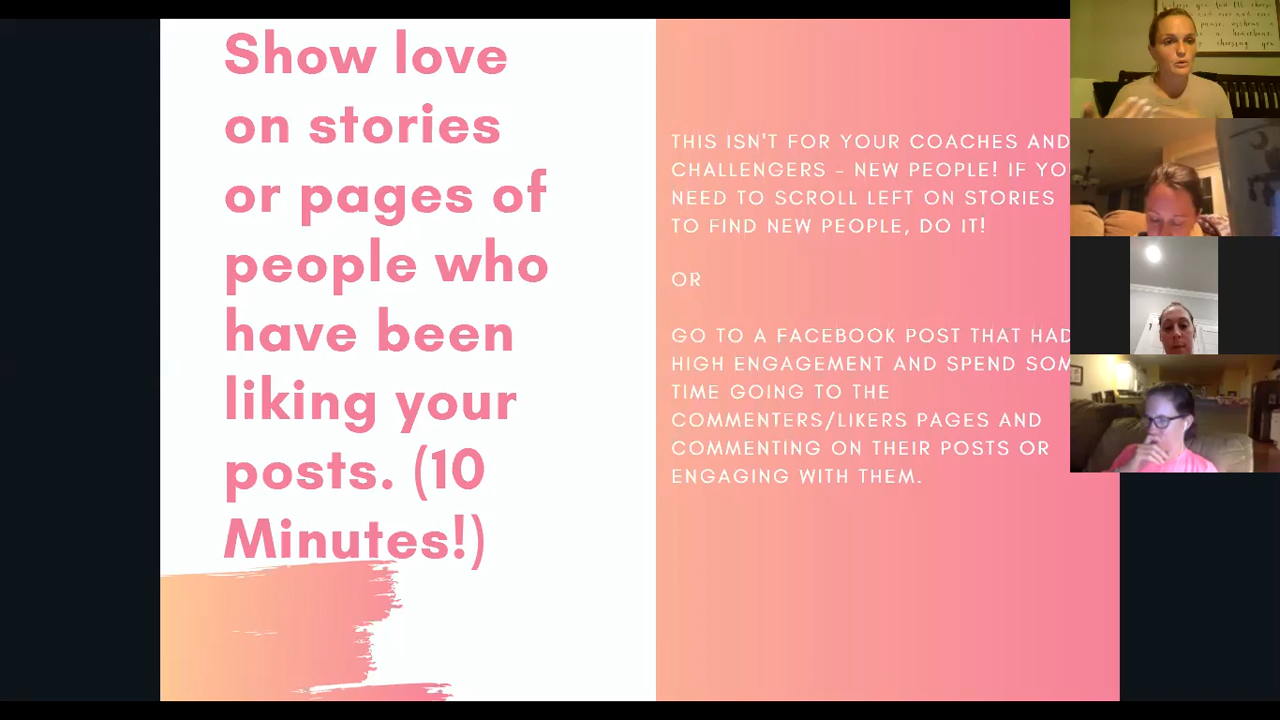 Show love
on stories
or pages of
people who
have been
liking your
posts. (10
Minutes!)
THIS ISN'T FOR YOUR COACHES AND
CHALLENGERS - NEW PEOPLE! IF YO
NEED TO SCROLL LEFT ON STORIES
TO FIND NEW PEOPLE, DO IT!
OR
GO TO A FACEBOOK POST THAT HAD
HIGH ENGAGEMENT AND SPEND SOM
TIME GOING TO THE
COMMENTERS/LIKERS PAGES AND
COMMENTING ON THEIR POSTS OR
ENGAGING WITH THEM.